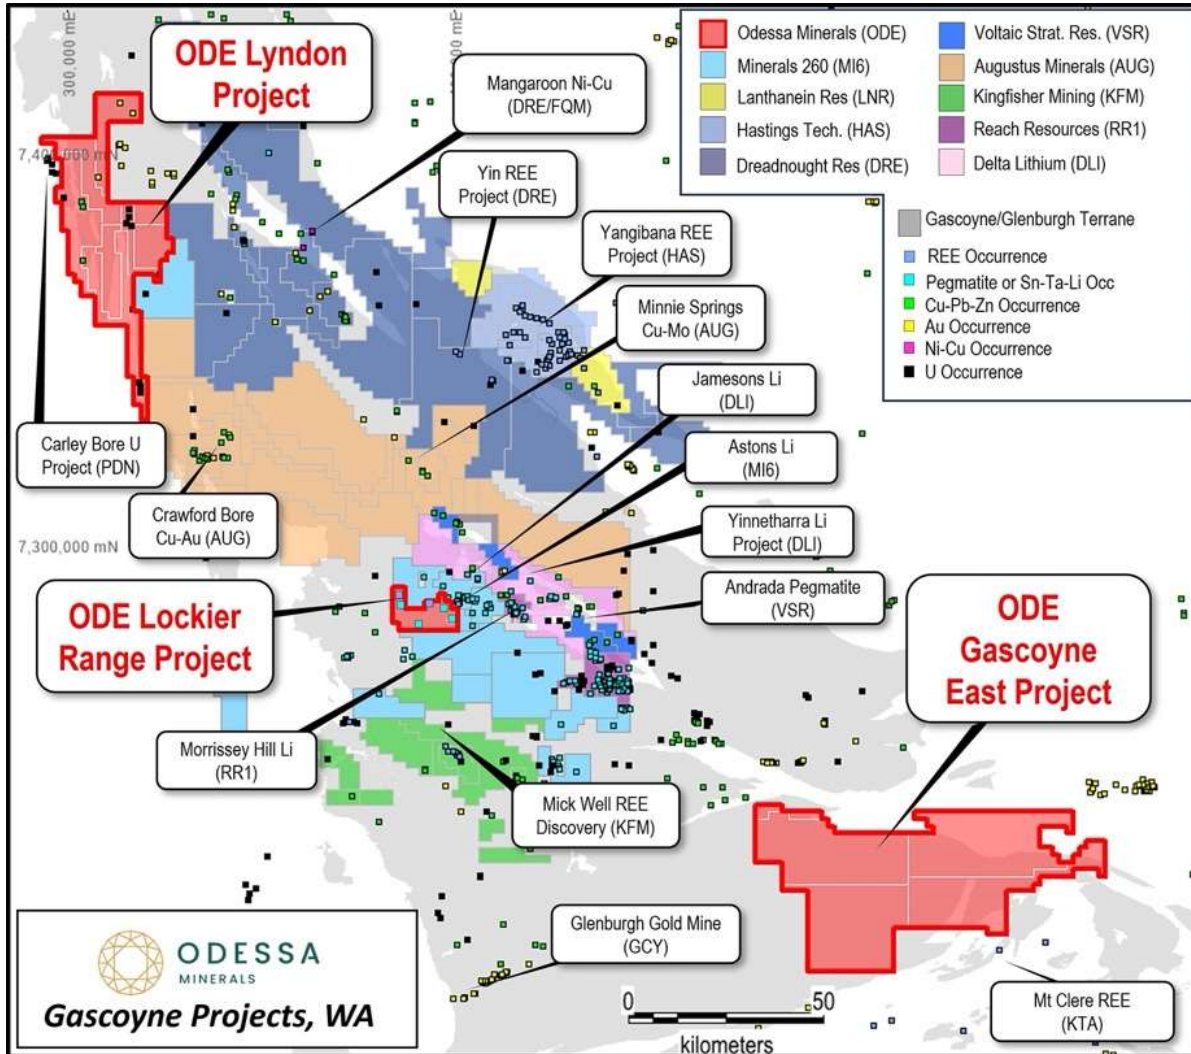 300,000 mE
mE
ODE Lyndon
Project
Mangaroon Ni-Cu
(DRE/FQM)
Odessa Minerals (ODE)
Minerals 260 (MI6)
Lanthanein Res (LNR)
Hastings Tech. (HAS)
Dreadnought Res (DRE)
Voltaic Strat. Res. (VSR)
Augustus Minerals (AUG)
Kingfisher Mining (KFM)
Reach Resources (RR1)
Delta Lithium (DLI)
Gascoyne/Glenburgh Terrane
REE Occurrence
Pegmatite or Sn-Ta-Li Occ
Cu-Pb-Zn Occurrence
Au Occurrence
Ni-Cu Occurrence
U Occurrence
7,400,000 mN
Yin REE
Project (DRE)
Yangibana REE
Project (HAS)
Minnie Springs
Cu-Mo (AUG)
Jamesons Li
(DLI)
Carley Bore U
Project (PDN)
Astons Li
(MI6)
Crawford Bore
Cu-Au (AUG)
7,300,000 mN
Yinnetharra Li
Project (DLI)
Andrada Pegmatite
(VSR)
ODE Lockier
Range Project
ODE
Gascoyne
East Project
Morrissey Hill Li
(RR1)
Mick Well REE
Discovery (KFM)
Glenburgh Gold Mine
(GCY)
ODESSA
MINERALS
Gascoyne Projects, WA
0 50
kilometers
Mt Clere REE
(KTA)